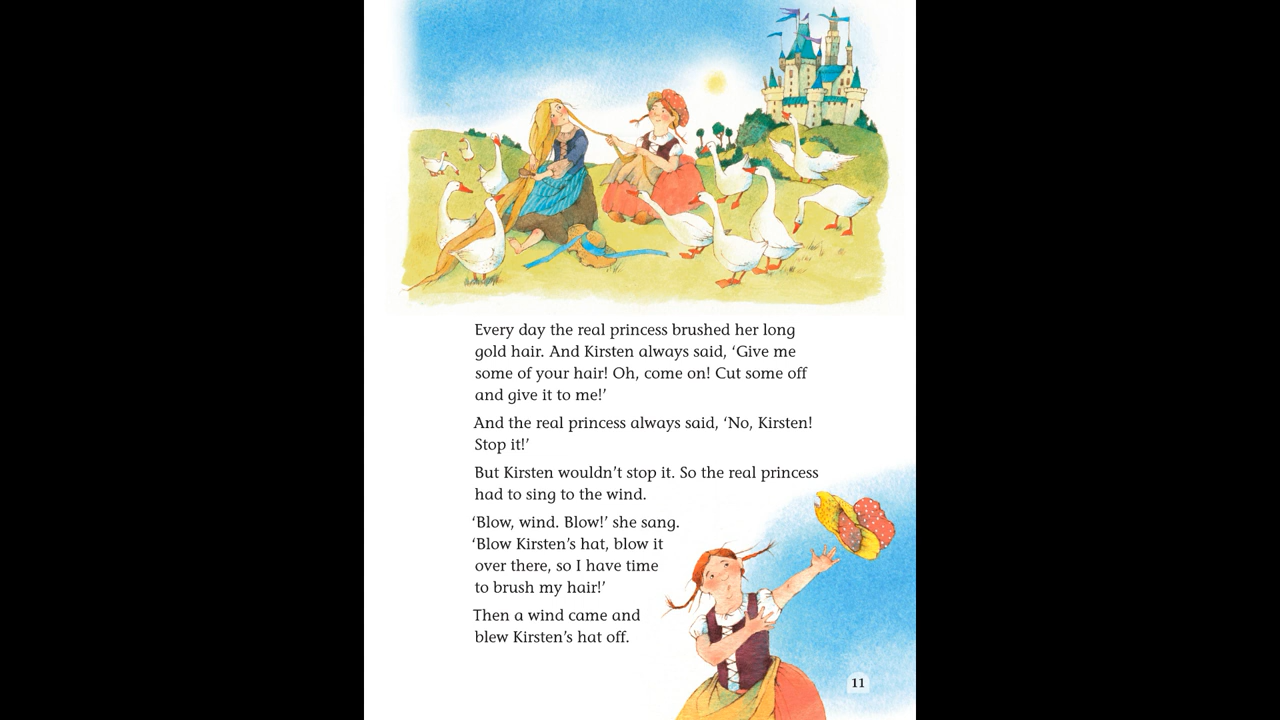 Every day the real princess brushed her long
gold hair. And Kirsten always said, ‘Give me
some of your hair! Oh, come on! Cut some off
and give it to me!’
And the real princess always said, ‘No, Kirsten!
Stop it!’
But Kirsten wouldn’t stop it. So the real princess
had to sing to the wind.
‘Blow, wind. Blow!’ she sang.
‘Blow Kirsten’s hat, blow it
over there, so I have time
to brush my hair!’
Then a wind came and
blew Kirsten’s hat off.
11